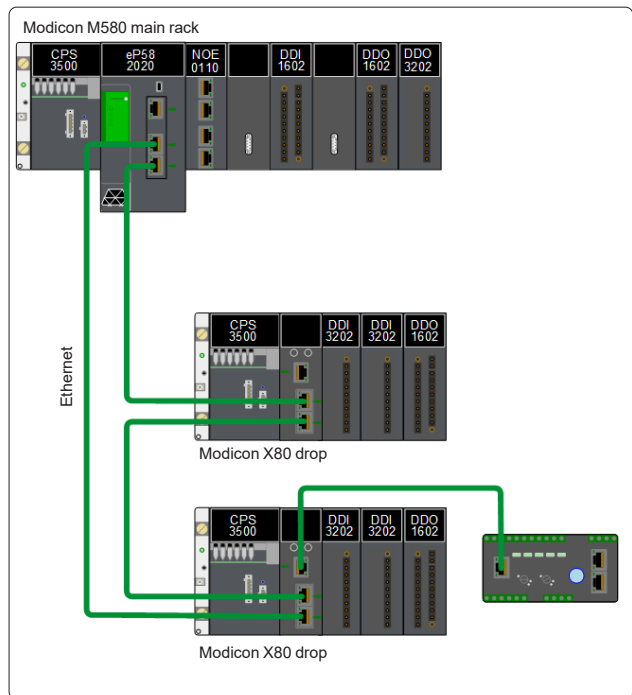 Modicon M580 main rack
CPS
3500
eP58
2020
NOE
0110
DDI
1602
DDO
1602
DDO
3202
Ethernet
CPS
3500
DDI
3202
DDI
3202
DDO
1602
Modicon X80 drop
CPS
3500
DDI
3202
DDI
3202
DDO
1602
Modicon X80 drop